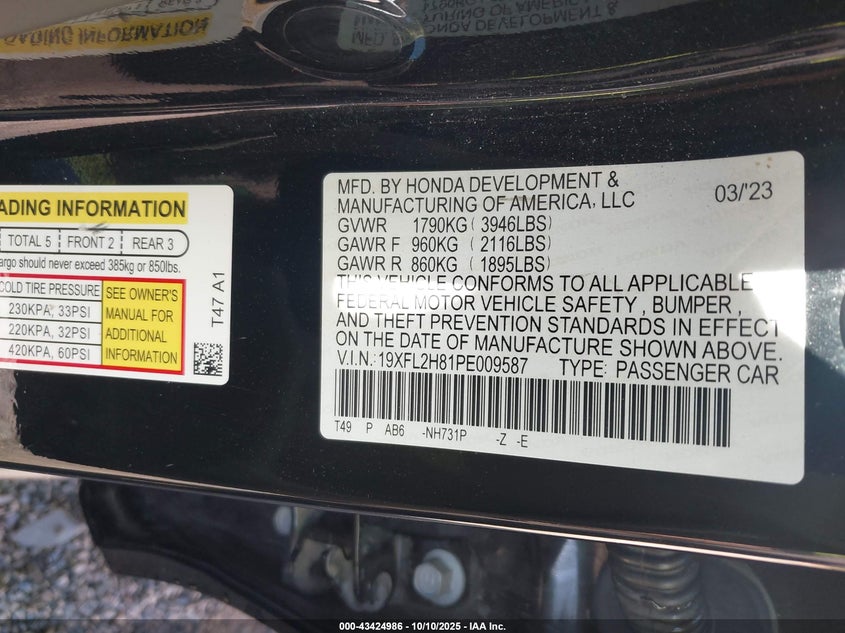 ADING INFORMATION
TOTAL 5 FRONT 2 REAR 3
argo should never exceed 385kg or 850lbs.
COLD TIRE PRESSURE
230KPA, 33PSI
220KPA, 32PSI
420KPA, 60PSI
SEE OWNER'S
MANUAL FOR
ADDITIONAL
INFORMATION
T47 A1
MFD. BY HONDA DEVELOPMENT &
MANUFACTURING OF AMERICA, LLC 03/'23
GVWR 1790KG ( 3946LBS)
GAWR F 960KG ( 2116LBS)
GAWR R 860KG ( 1895LBS)
THIS VEHICLE CONFORMS TO ALL APPLICABLE
FEDERAL MOTOR VEHICLE SAFETY , BUMPER ,
AND THEFT PREVENTION STANDARDS IN EFFECT
ON THE DATE OF MANUFACTURE SHOWN ABOVE.
V.I.N.: 19XFL2H81PE009587 TYPE: PASSENGER CAR
T49 P AB6 -NH731P -Z -E
000-43424986 - 10/10/2025 - IAA Inc.